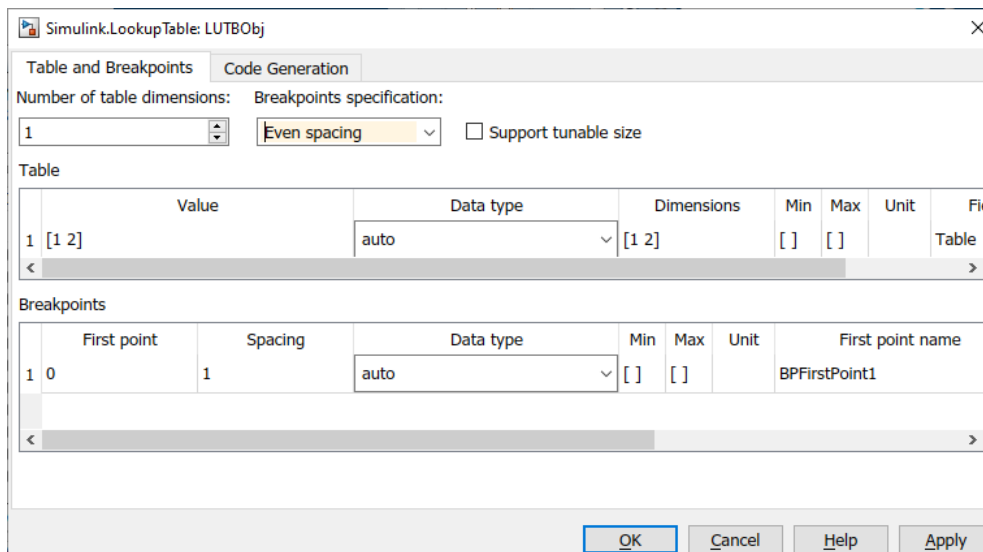 Simulink.LookupTable: LUTBObj
Table and Breakpoints Code Generation
Number of table dimensions: Breakpoints specification:
1 Even spacing Support tunable size
Table
Value Data type Dimensions Min Max Unit Fi
1 [1 2] auto [1 2] [ ] [ ] Table
Breakpoints
First point Spacing Data type Min Max Unit First point name
1 0 1 auto [ ] [ ] BPFirstPoint1
OK Cancel Help Apply